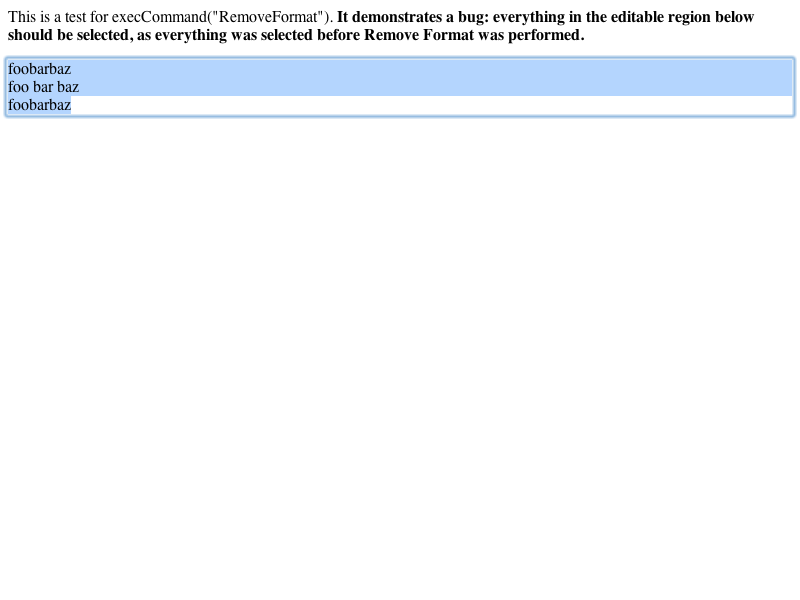 This is a test for execCommand("RemoveFormat"). It demonstrates a bug: everything in the editable region below
should be selected, as everything was selected before Remove Format was performed.
foobarbaz
foo bar baz
foobarbaz